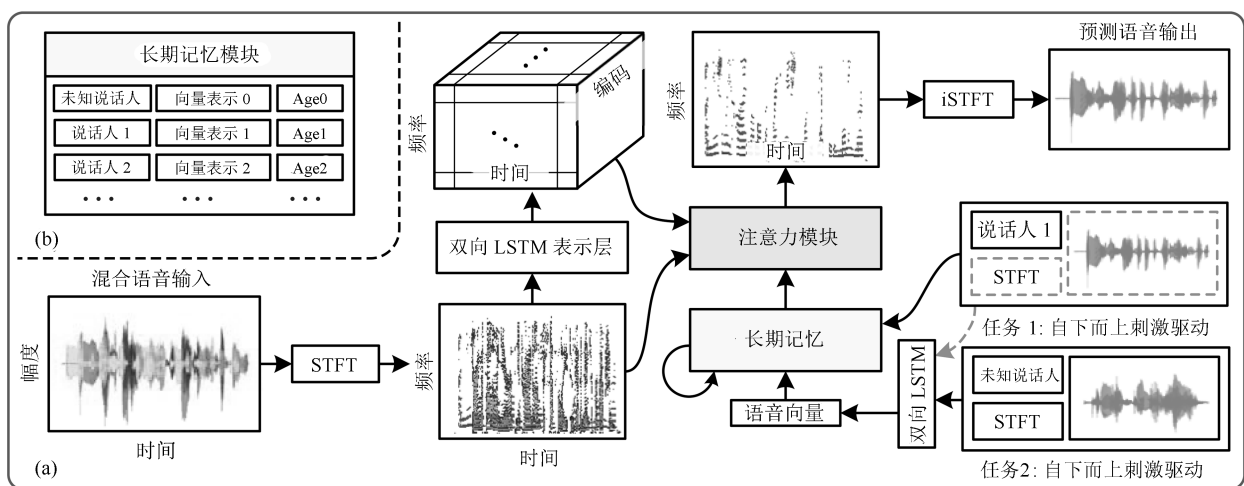 长期记忆模块
未知说话人 向量表示 0 Age0
说话人 1 向量表示 1 Age1
说话人 2 向量表示 2 Age2
• • • • • • • • •
(b)
混合语音输入
幅度
时间
(a)
STFT
频率
时间
编码
双向 LSTM 表示层
频率
时间
频率
时间
iSTFT
预测语音输出
注意力模块
长期记忆
语音向量
双向 LSTM
说话人 1
STFT
任务 1: 自下而上刺激驱动
未知说话人
STFT
任务2: 自下而上刺激驱动